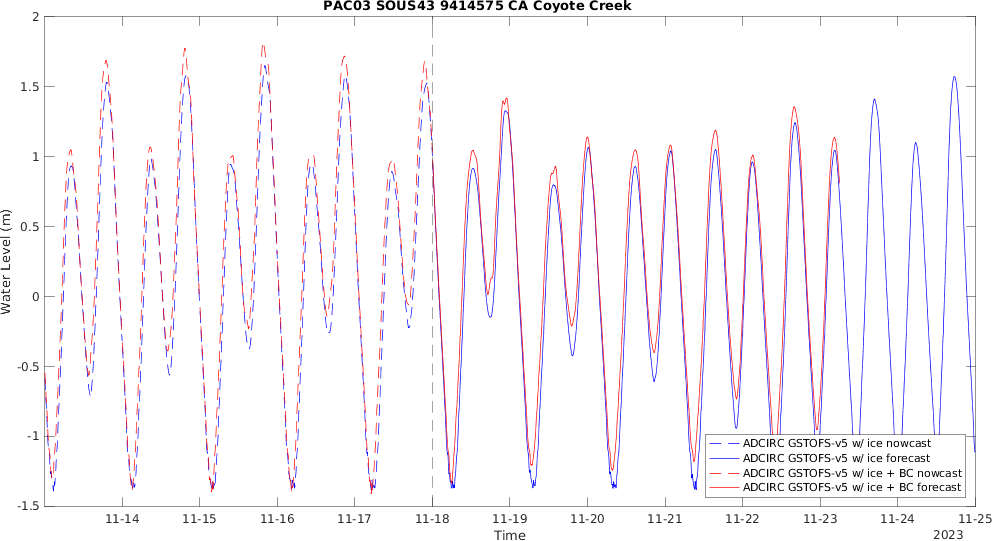 PAC03 SOUS43 9414575 CA Coyote Creek
Water Level (m)
2
1.5
1
0.5
0
-0.5
-1
-1.5
ADCIRC GSTOFS-v5 w/ ice nowcast
ADCIRC GSTOFS-v5 w/ ice forecast
ADCIRC GSTOFS-v5 w/ ice + BC nowcast
ADCIRC GSTOFS-v5 w/ ice + BC forecast
11-14 11-15 11-16 11-17 11-18 11-19 11-20 11-21 11-22 11-23 11-24 11-25
Time
2023